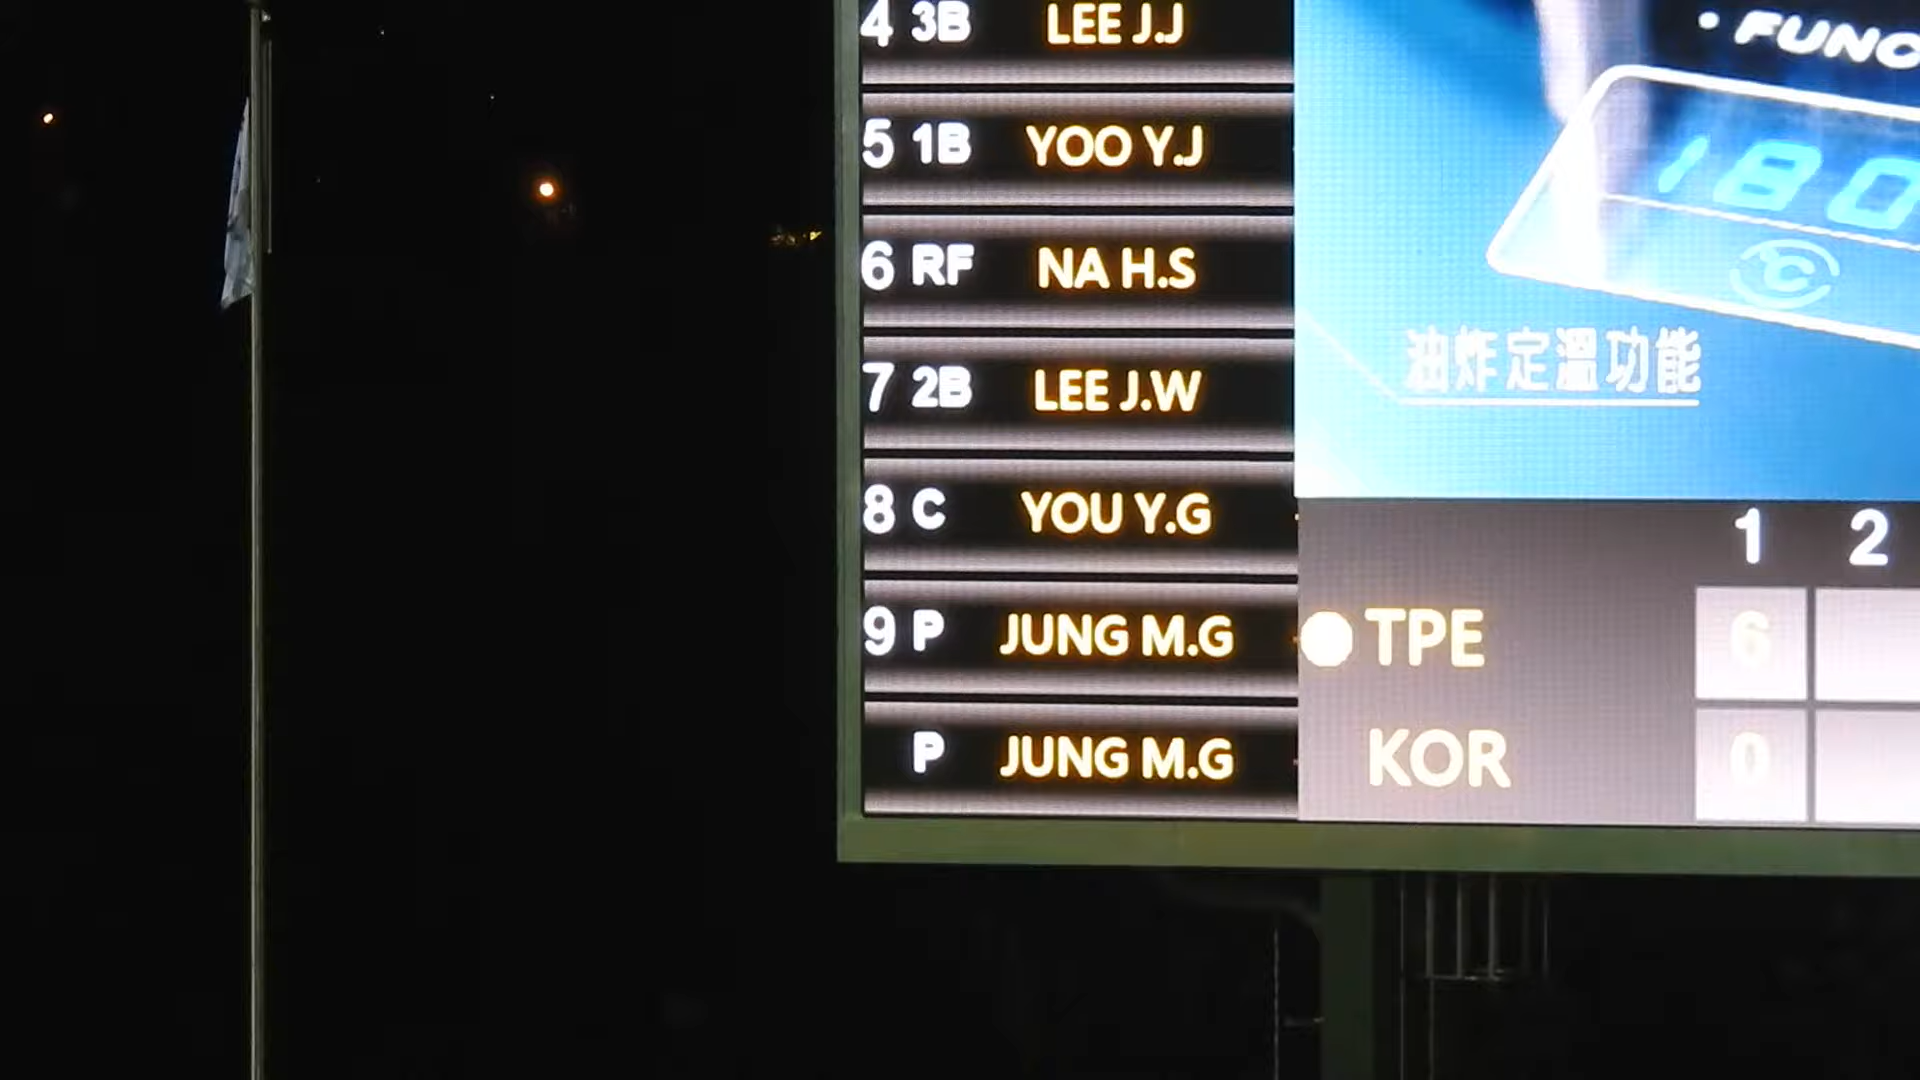 4 3B LEE J.J
5 1B YOO Y.J
6 RF NA H.S
7 2B LEE J.W
8 C YOU Y.G
9 P JUNG M.G
P JUNG M.G
• FUNC
180
°C
油炸定溫功能
1 2
TPE 6
KOR 0